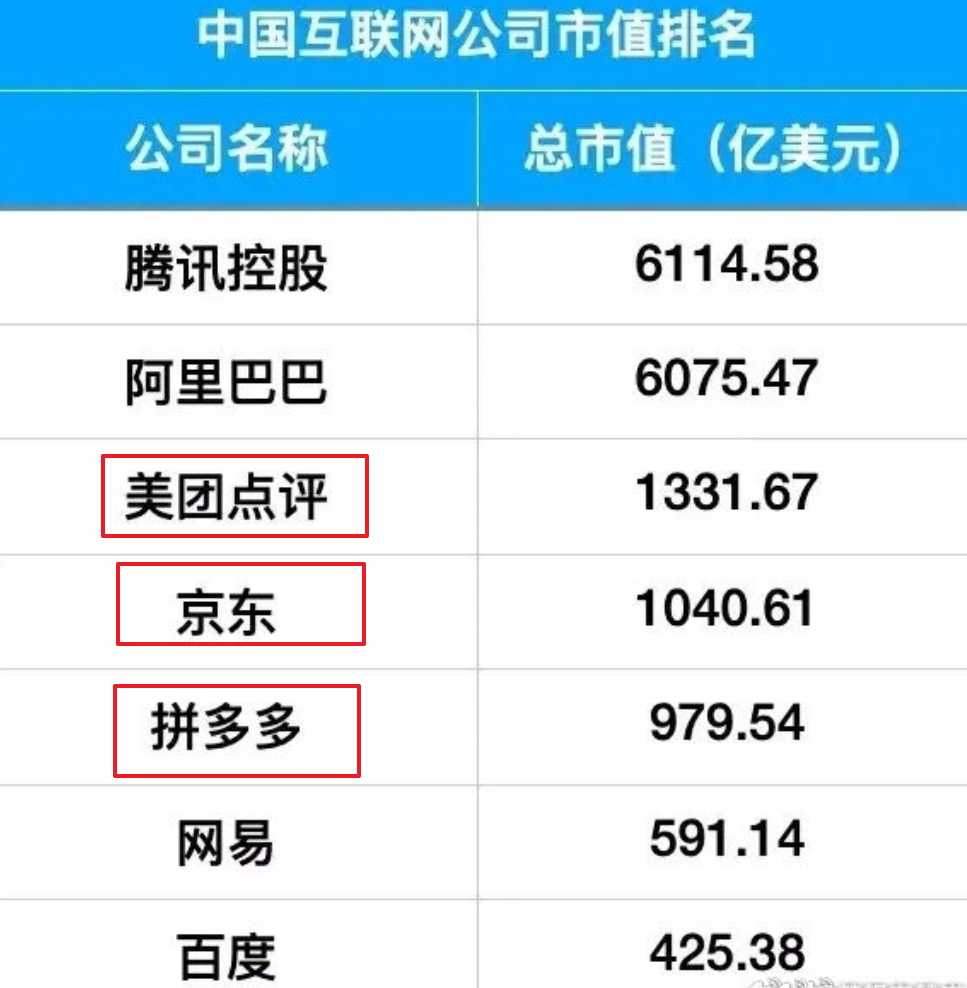 中国互联网公司市值排名
公司名称 总市值（亿美元）
腾讯控股 6114.58
阿里巴巴 6075.47
美团点评 1331.67
京东 1040.61
拼多多 979.54
网易 591.14
百度 425.38